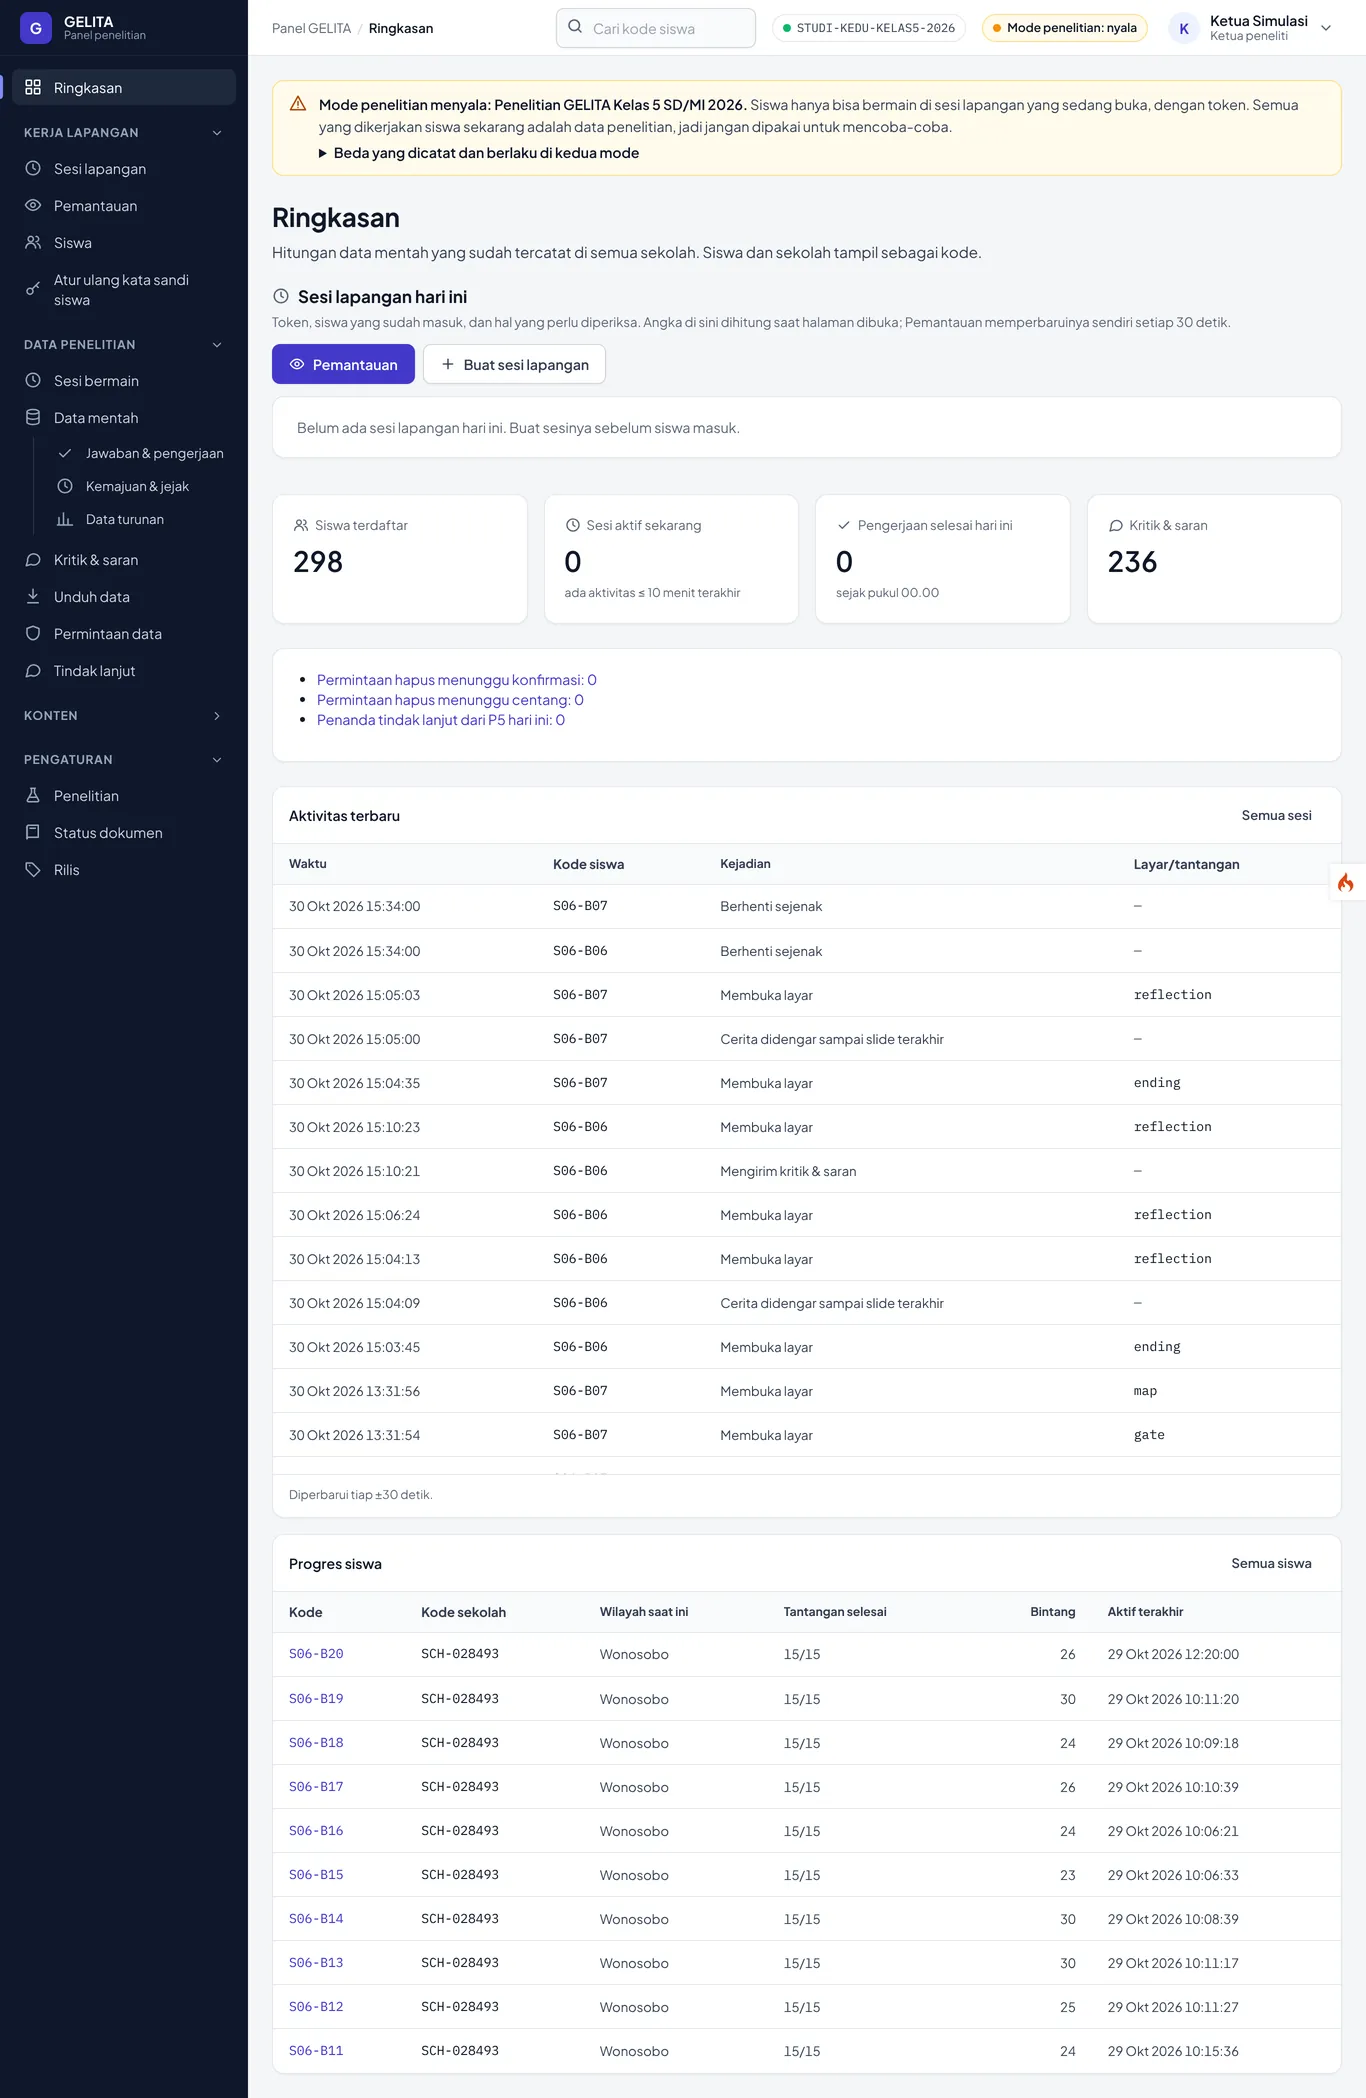 G
GELITA
Panel penelitian
Ringkasan
KERJA LAPANGAN
Sesi lapangan
Pemantauan
Siswa
Atur ulang kata sandi
siswa
DATA PENELITIAN
Sesi bermain
Data mentah
Jawaban & pengerjaan
Kemajuan & jejak
Data turunan
Kritik & saran
Unduh data
Permintaan data
Tindak lanjut
KONTEN
PENGATURAN
Penelitian
Status dokumen
Rilis
Panel GELITA / Ringkasan
Cari kode siswa
STUDI-KEDU-KELAS5-2026
Mode penelitian: nyala
K
Ketua Simulasi
Ketua peneliti
Mode penelitian menyala: Penelitian GELITA Kelas 5 SD/MI 2026. Siswa hanya bisa bermain di sesi lapangan yang sedang buka, dengan token. Semua
yang dikerjakan siswa sekarang adalah data penelitian, jadi jangan dipakai untuk mencoba-coba.
Beda yang dicatat dan berlaku di kedua mode
Ringkasan
Hitungan data mentah yang sudah tercatat di semua sekolah. Siswa dan sekolah tampil sebagai kode.
Sesi lapangan hari ini
Token, siswa yang sudah masuk, dan hal yang perlu diperiksa. Angka di sini dihitung saat halaman dibuka; Pemantauan memperbaruinya sendiri setiap 30 detik.
Pemantauan
+ Buat sesi lapangan
Belum ada sesi lapangan hari ini. Buat sesinya sebelum siswa masuk.
Siswa terdaftar
298
Sesi aktif sekarang
0
ada aktivitas ≤ 10 menit terakhir
Pengerjaan selesai hari ini
0
sejak pukul 00.00
Kritik & saran
236
• Permintaan hapus menunggu konfirmasi: 0
• Permintaan hapus menunggu centang: 0
• Penanda tindak lanjut dari P5 hari ini: 0
Aktivitas terbaru Semua sesi
Waktu Kode siswa Kejadian Layar/tantangan
30 Okt 2026 15:34:00 S06-B07 Berhenti sejenak –
30 Okt 2026 15:34:00 S06-B06 Berhenti sejenak –
30 Okt 2026 15:05:03 S06-B07 Membuka layar reflection
30 Okt 2026 15:05:00 S06-B07 Cerita didengar sampai slide terakhir –
30 Okt 2026 15:04:35 S06-B07 Membuka layar ending
30 Okt 2026 15:10:23 S06-B06 Membuka layar reflection
30 Okt 2026 15:10:21 S06-B06 Mengirim kritik & saran –
30 Okt 2026 15:06:24 S06-B06 Membuka layar reflection
30 Okt 2026 15:04:13 S06-B06 Membuka layar reflection
30 Okt 2026 15:04:09 S06-B06 Cerita didengar sampai slide terakhir –
30 Okt 2026 15:03:45 S06-B06 Membuka layar ending
30 Okt 2026 13:31:56 S06-B07 Membuka layar map
30 Okt 2026 13:31:54 S06-B07 Membuka layar gate
Diperbarui tiap ±30 detik.
Progres siswa Semua siswa
Kode Kode sekolah Wilayah saat ini Tantangan selesai Bintang Aktif terakhir
S06-B20 SCH-028493 Wonosobo 15/15 26 29 Okt 2026 12:20:00
S06-B19 SCH-028493 Wonosobo 15/15 30 29 Okt 2026 10:11:20
S06-B18 SCH-028493 Wonosobo 15/15 24 29 Okt 2026 10:09:18
S06-B17 SCH-028493 Wonosobo 15/15 26 29 Okt 2026 10:10:39
S06-B16 SCH-028493 Wonosobo 15/15 24 29 Okt 2026 10:06:21
S06-B15 SCH-028493 Wonosobo 15/15 23 29 Okt 2026 10:06:33
S06-B14 SCH-028493 Wonosobo 15/15 30 29 Okt 2026 10:08:39
S06-B13 SCH-028493 Wonosobo 15/15 30 29 Okt 2026 10:11:17
S06-B12 SCH-028493 Wonosobo 15/15 25 29 Okt 2026 10:11:27
S06-B11 SCH-028493 Wonosobo 15/15 24 29 Okt 2026 10:15:36